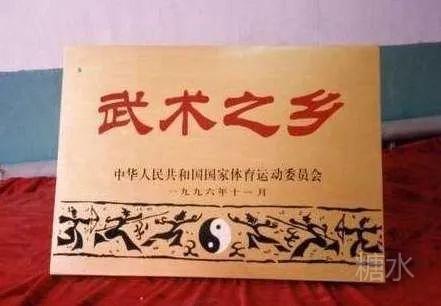 武术之乡
中华人民共和国国家体育运动委员会
一九九六年十一月
糖水